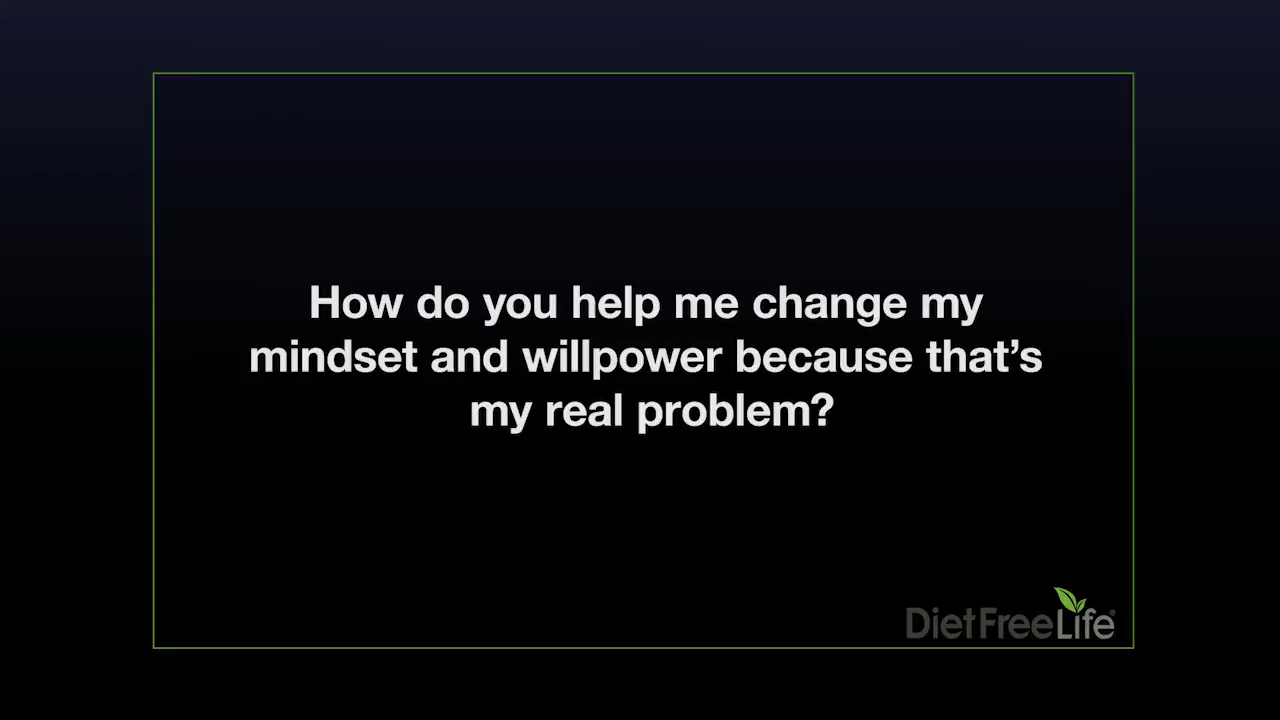 How do you help me change my
mindset and willpower because that’s
my real problem?
DietFreeLife®